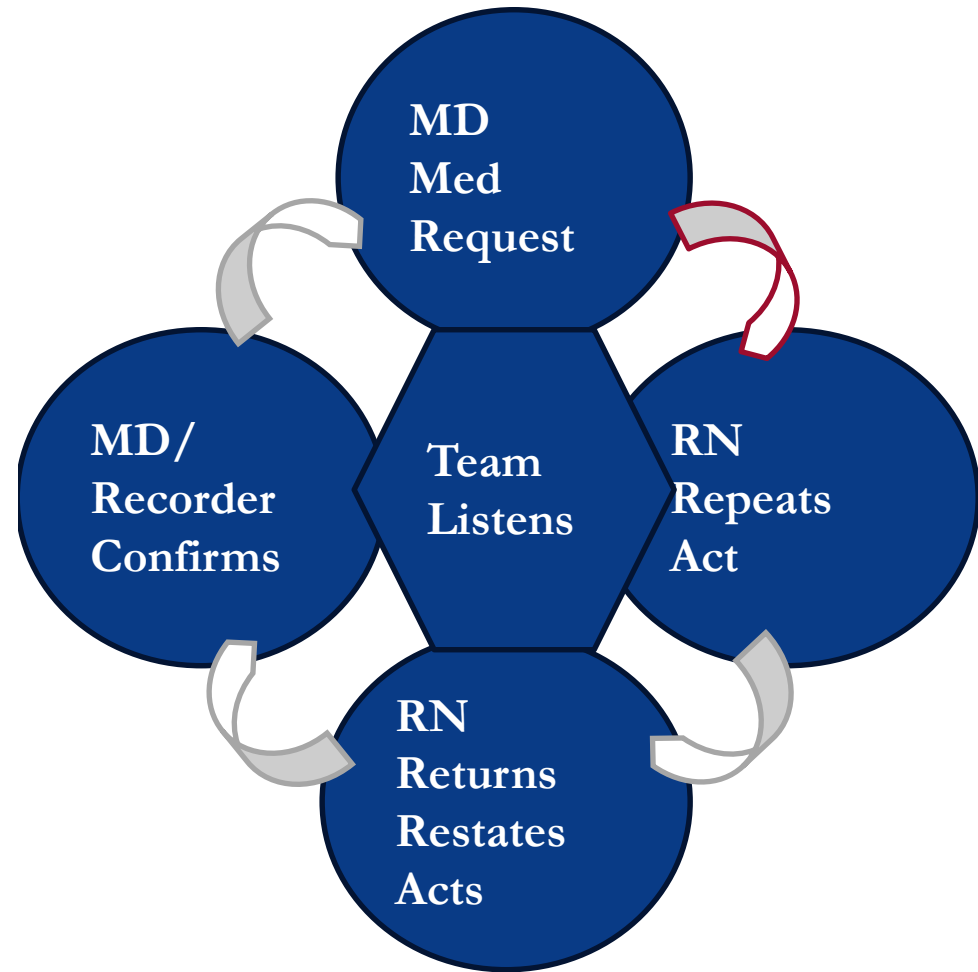 MD
Med
Request
MD/
Recorder
Confirms
Team
Listens
RN
Repeats
Act
RN
Returns
Restates
Acts